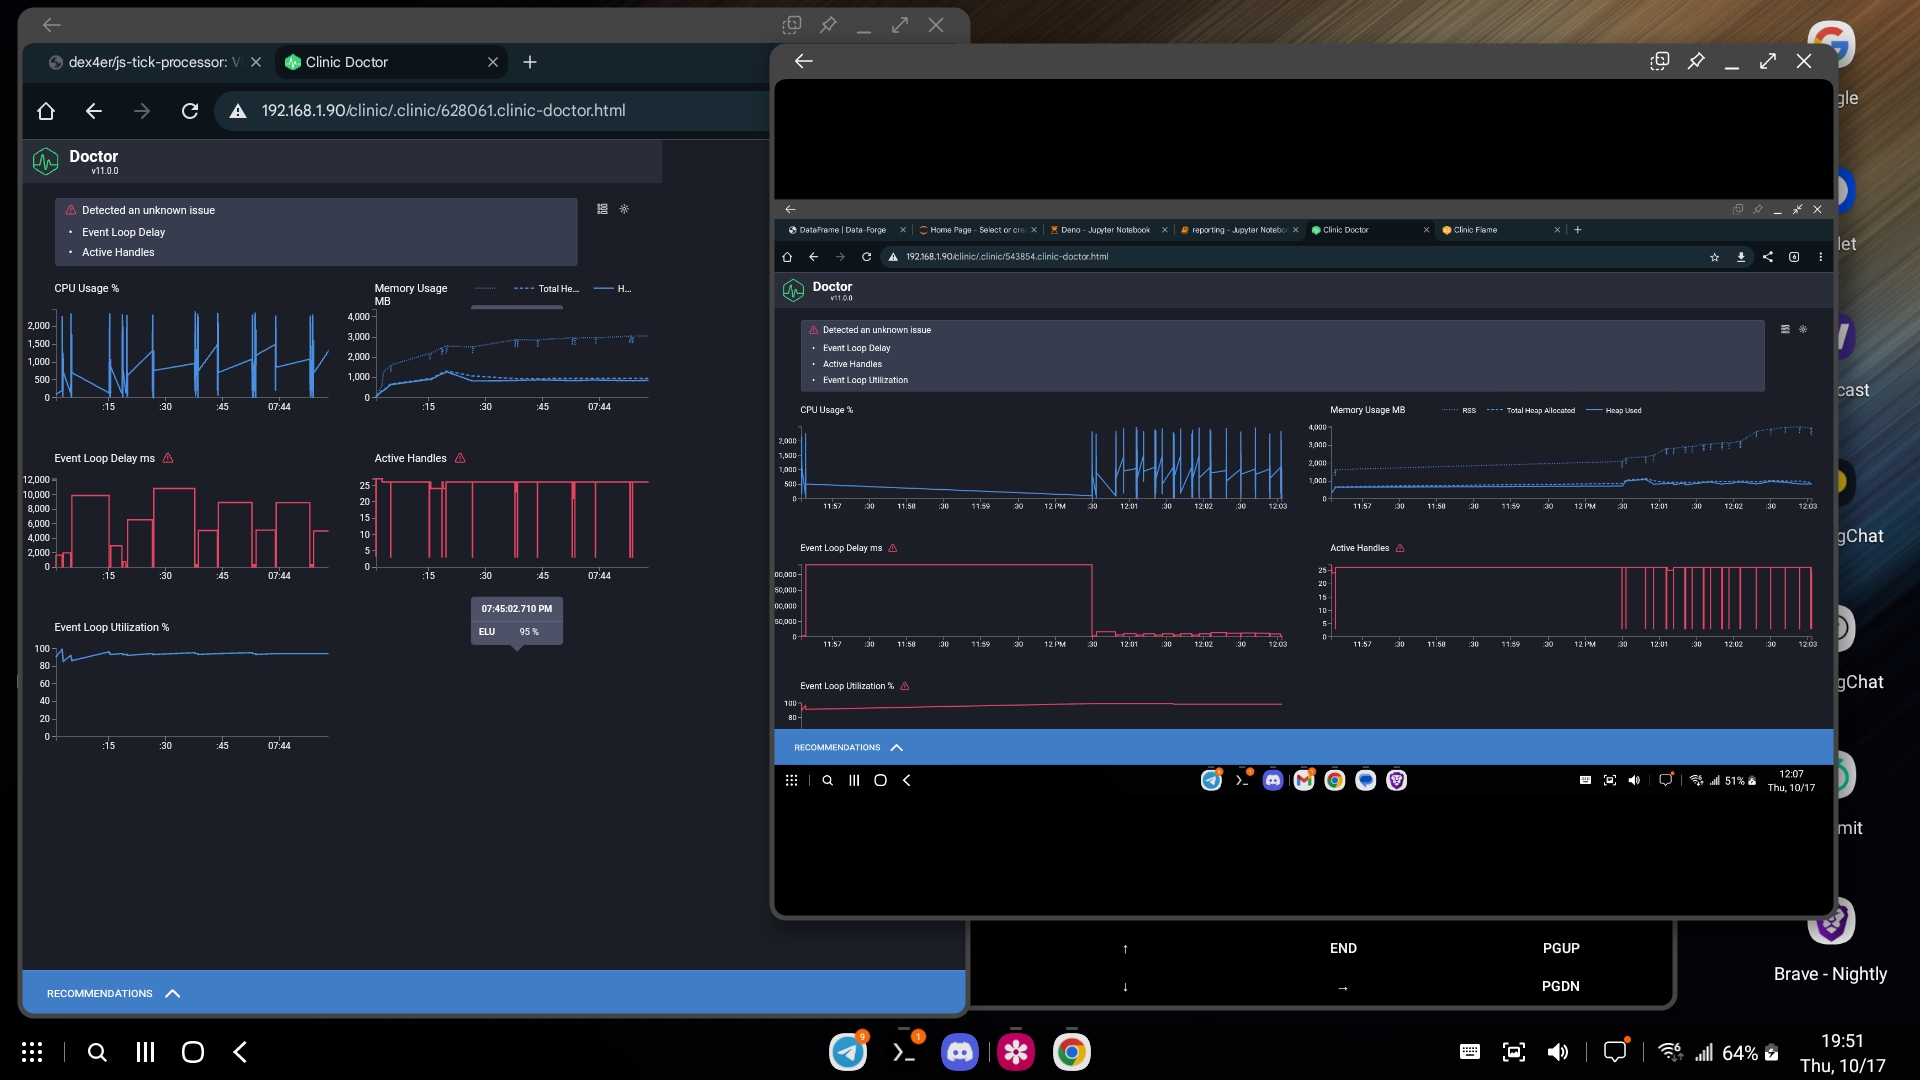 dex4er/js-tick-processor: V
Clinic Doctor
192.168.1.90/clinic/.clinic/628061.clinic-doctor.html
Doctor
v11.0.0
Detected an unknown issue
• Event Loop Delay
• Active Handles
CPU Usage %
2,000
1,500
1,000
500
0
:15 :30 :45 07:44
Memory Usage
MB
Total He... H...
4,000
3,000
2,000
1,000
0
:15 :30 :45 07:44
Event Loop Delay ms
12,000
10,000
8,000
6,000
4,000
2,000
0
:15 :30 :45 07:44
Active Handles
25
20
15
10
5
0
:15 :30 :45 07:44
Event Loop Utilization %
100
80
60
40
20
0
:15 :30 :45 07:44
07:45:02.710 PM
ELU 95 %
RECOMMENDATIONS
DataFrame | Data-Forge
Home Page - Select or cre
Deno - Jupyter Notebook
reporting - Jupyter Notebo
Clinic Doctor
Clinic Flame
192.168.1.90/clinic/.clinic/543854.clinic-doctor.html
Doctor
v11.0.0
Detected an unknown issue
• Event Loop Delay
• Active Handles
• Event Loop Utilization
CPU Usage %
2,000
1,500
1,000
500
0
11:57 :30 11:58 :30 11:59 :30 12 PM :30 12:01 :30 12:02 :30 12:03
Memory Usage MB
RSS Total Heap Allocated Heap Used
4,000
3,000
2,000
1,000
0
11:57 :30 11:58 :30 11:59 :30 12 PM :30 12:01 :30 12:02 :30 12:03
Event Loop Delay ms
00,000
50,000
00,000
50,000
0
11:57 :30 11:58 :30 11:59 :30 12 PM :30 12:01 :30 12:02 :30 12:03
Active Handles
25
20
15
10
5
0
11:57 :30 11:58 :30 11:59 :30 12 PM :30 12:01 :30 12:02 :30 12:03
Event Loop Utilization %
100
80
RECOMMENDATIONS
51%
12:07
Thu, 10/17
↑ END PGUP
↓ → PGDN
gle
let
cast
gChat
gChat
mit
Brave - Nightly
9
1
64%
19:51
Thu, 10/17